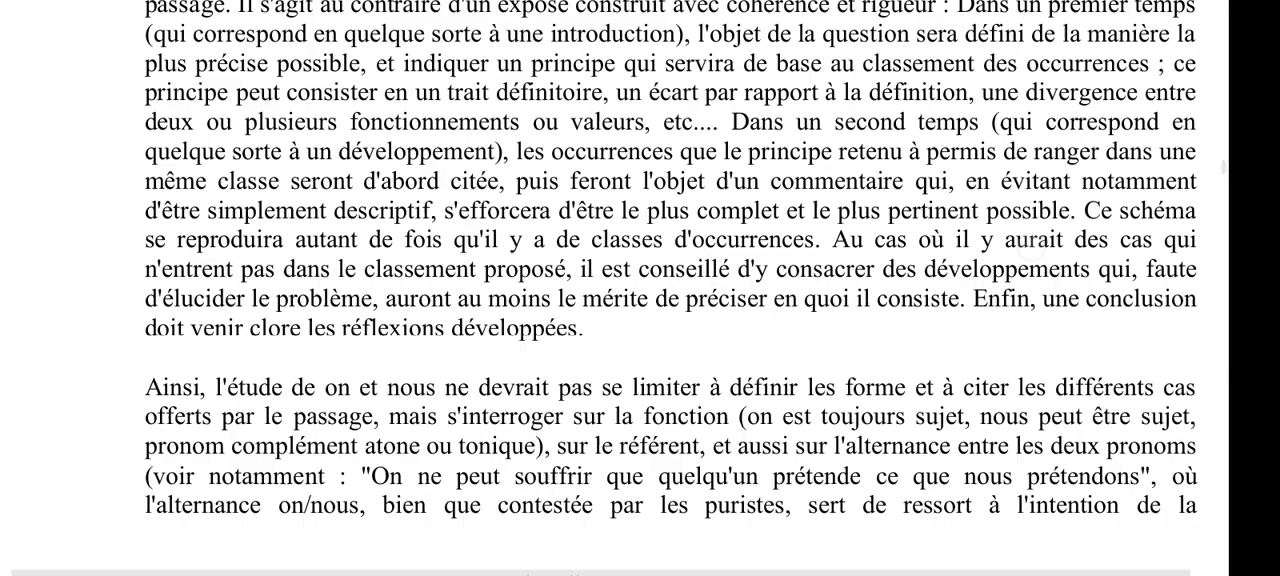 passage. Il s'agit au contraire d'un exposé construit avec cohérence et rigueur : Dans un premier temps
(qui correspond en quelque sorte à une introduction), l'objet de la question sera défini de la manière la
plus précise possible, et indiquer un principe qui servira de base au classement des occurrences ; ce
principe peut consister en un trait définitoire, un écart par rapport à la définition, une divergence entre
deux ou plusieurs fonctionnements ou valeurs, etc.... Dans un second temps (qui correspond en
quelque sorte à un développement), les occurrences que le principe retenu à permis de ranger dans une
même classe seront d'abord citée, puis feront l'objet d'un commentaire qui, en évitant notamment
d'être simplement descriptif, s'efforcera d'être le plus complet et le plus pertinent possible. Ce schéma
se reproduira autant de fois qu'il y a de classes d'occurrences. Au cas où il y aurait des cas qui
n'entrent pas dans le classement proposé, il est conseillé d'y consacrer des développements qui, faute
d'élucider le problème, auront au moins le mérite de préciser en quoi il consiste. Enfin, une conclusion
doit venir clore les réflexions développées.
Ainsi, l'étude de on et nous ne devrait pas se limiter à définir les forme et à citer les différents cas
offerts par le passage, mais s'interroger sur la fonction (on est toujours sujet, nous peut être sujet,
pronom complément atone ou tonique), sur le référent, et aussi sur l'alternance entre les deux pronoms
(voir notamment : "On ne peut souffrir que quelqu'un prétende ce que nous prétendons", où
l'alternance on/nous, bien que contestée par les puristes, sert de ressort à l'intention de la